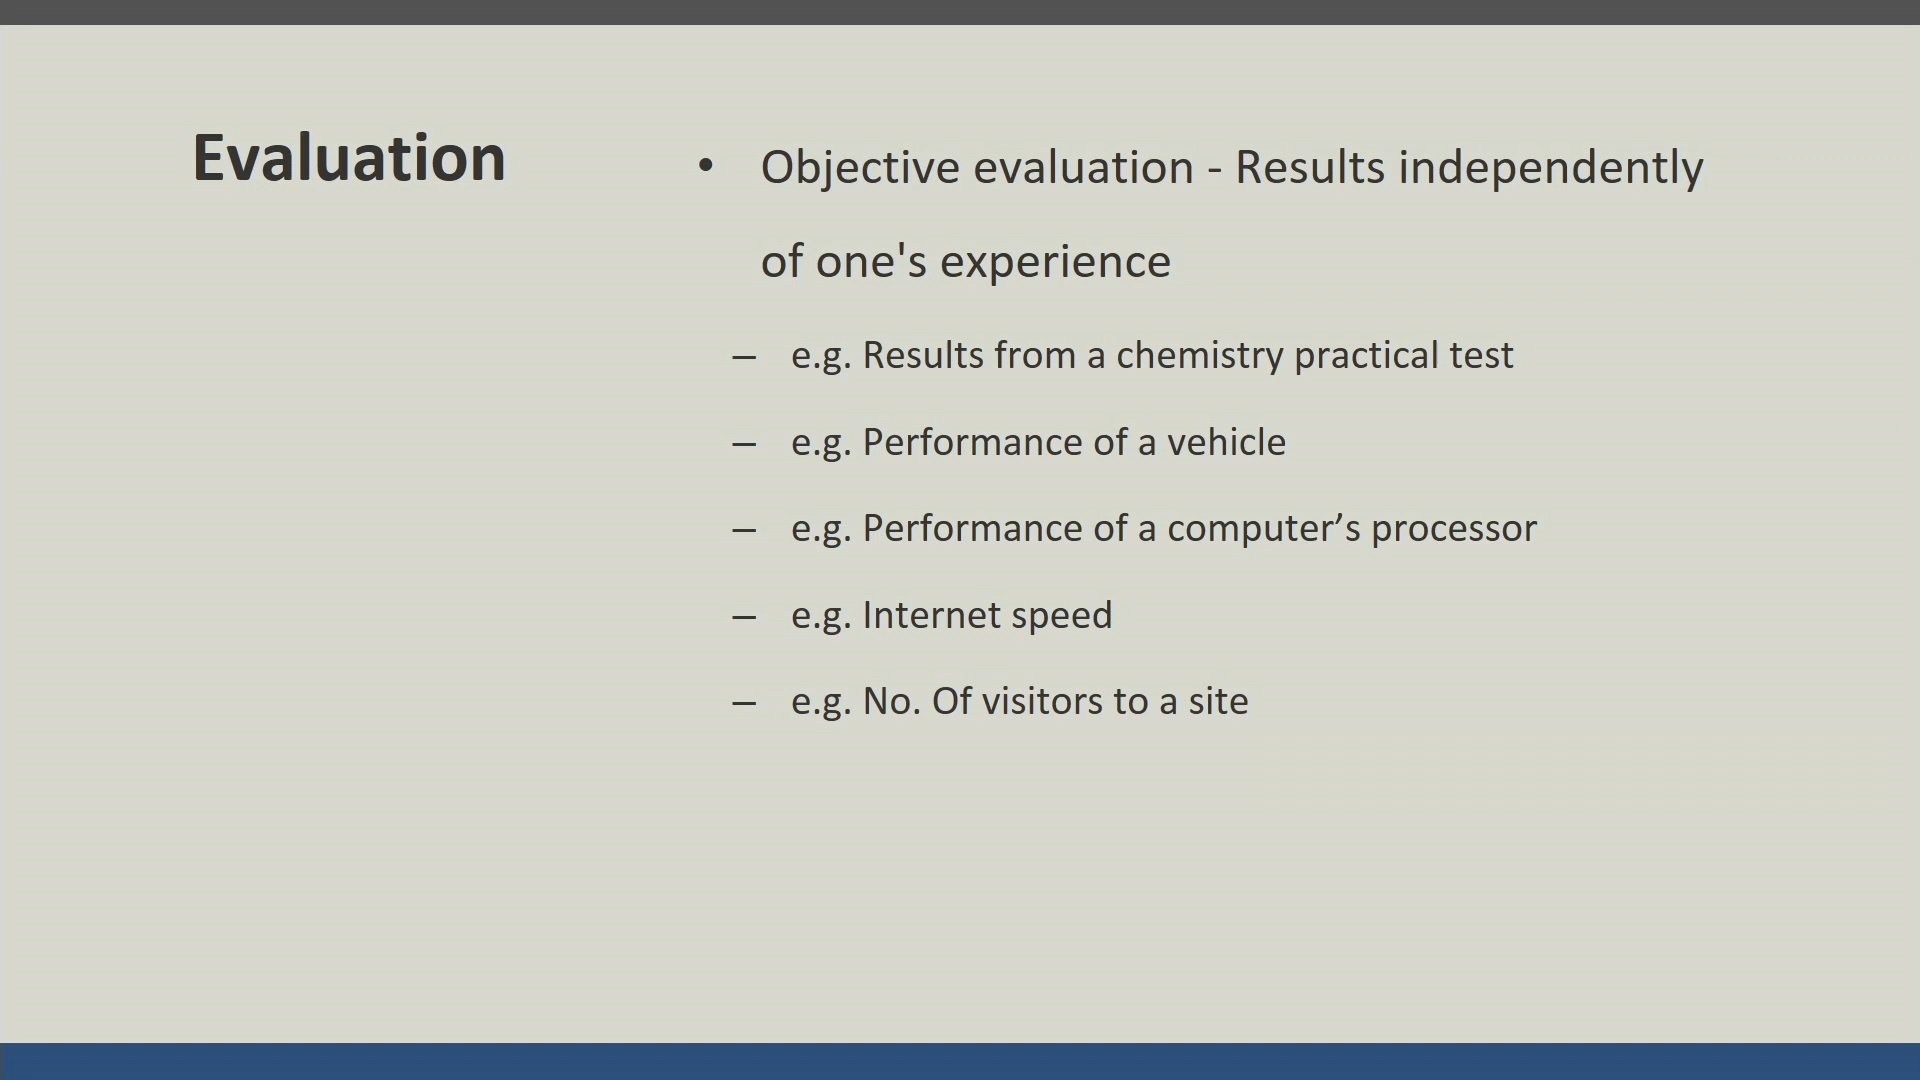 Evaluation
• Objective evaluation - Results independently
of one's experience
– e.g. Results from a chemistry practical test
– e.g. Performance of a vehicle
– e.g. Performance of a computer’s processor
– e.g. Internet speed
– e.g. No. Of visitors to a site